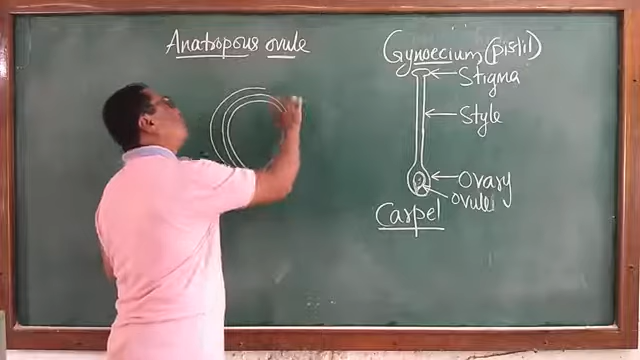 Anatropous ovule
Gynoecium (pistil)
Stigma
Style
Ovary
ovule
Carpel